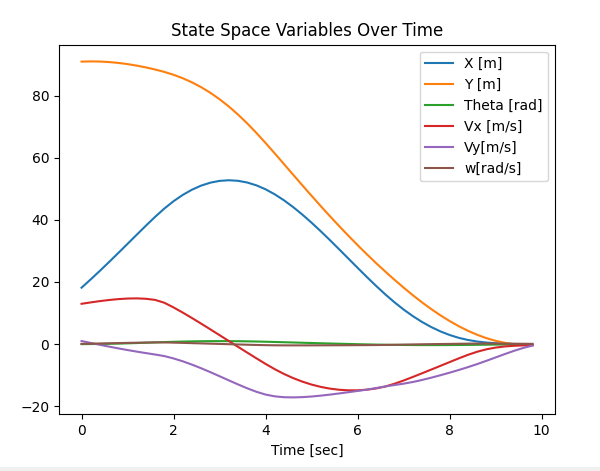 State Space Variables Over Time
X [m]
Y [m]
Theta [rad]
Vx [m/s]
Vy[m/s]
w[rad/s]
80
60
40
20
0
−20
0 2 4 6 8 10
Time [sec]